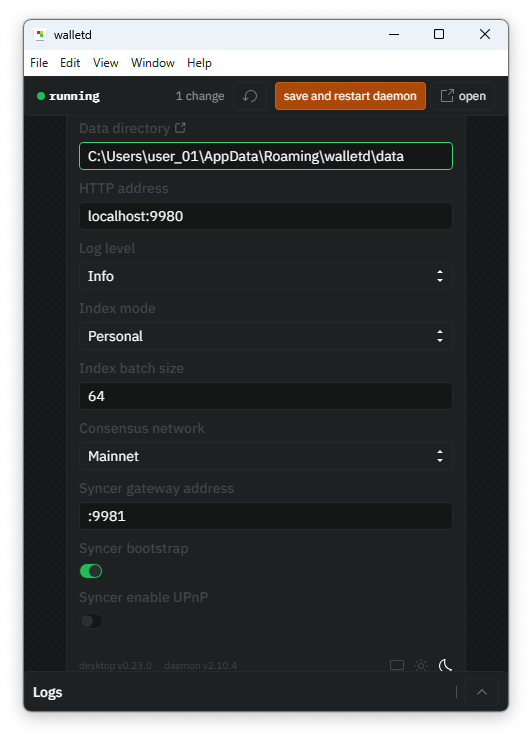 walletd
File Edit View Window Help
running 1 change save and restart daemon open
Data directory
C:\Users\user_01\AppData\Roaming\walletd\data
HTTP address
localhost:9980
Log level
Info
Index mode
Personal
Index batch size
64
Consensus network
Mainnet
Syncer gateway address
:9981
Syncer bootstrap
Syncer enable UPnP
desktop v0.23.0 daemon v2.10.4
Logs